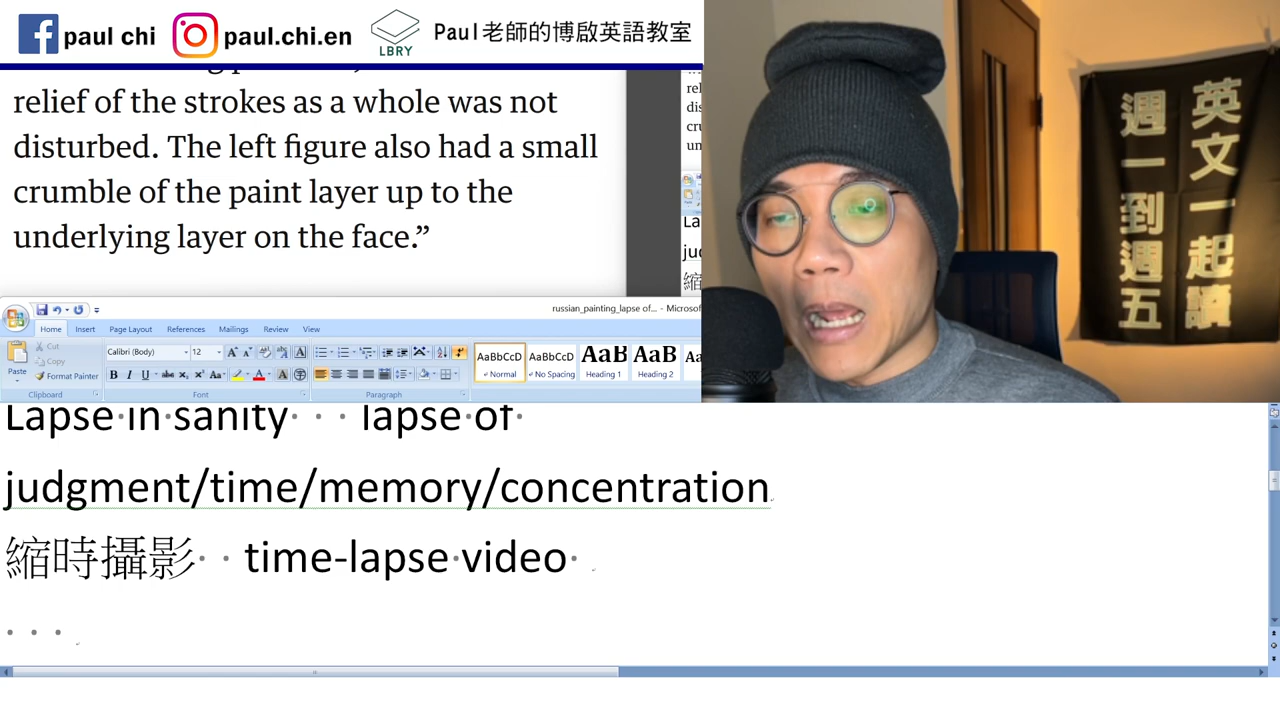 paul chi
paul.chi.en
LBRY
Paul老師的博啟英語教室
relief of the strokes as a whole was not
disturbed. The left figure also had a small
crumble of the paint layer up to the
underlying layer on the face.”
russian_painting_lapse of... - Microsof
Home Insert Page Layout References Mailings Review View
Paste
Cut
Copy
Format Painter
Clipboard
Calibri (Body) 12
Font
Paragraph
AaBbCcD AaBbCcD AaB AaB Aa
Normal No Spacing Heading 1 Heading 2
Lapse in sanity lapse of
judgment/time/memory/concentration
縮時攝影 time-lapse video
英文一起讀
週一到週五